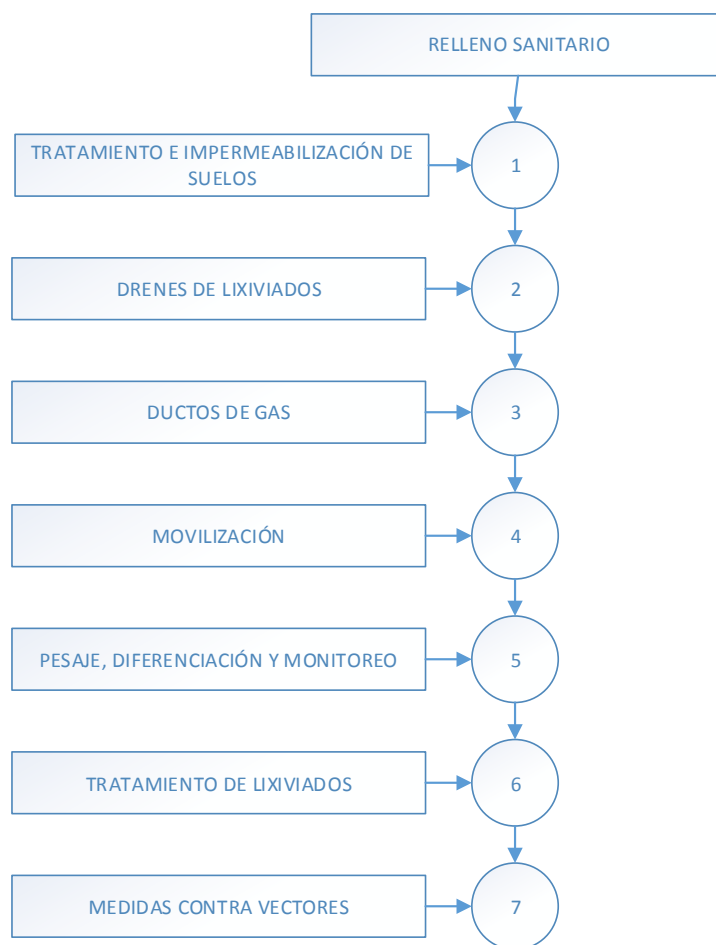 RELLENO SANITARIO
TRATAMIENTO E IMPERMEABILIZACIÓN DE
SUELOS
1
DRENES DE LIXIVIADOS
2
DUCTOS DE GAS
3
MOVILIZACIÓN
4
PESAJE, DIFERENCIACIÓN Y MONITOREO
5
TRATAMIENTO DE LIXIVIADOS
6
MEDIDAS CONTRA VECTORES
7